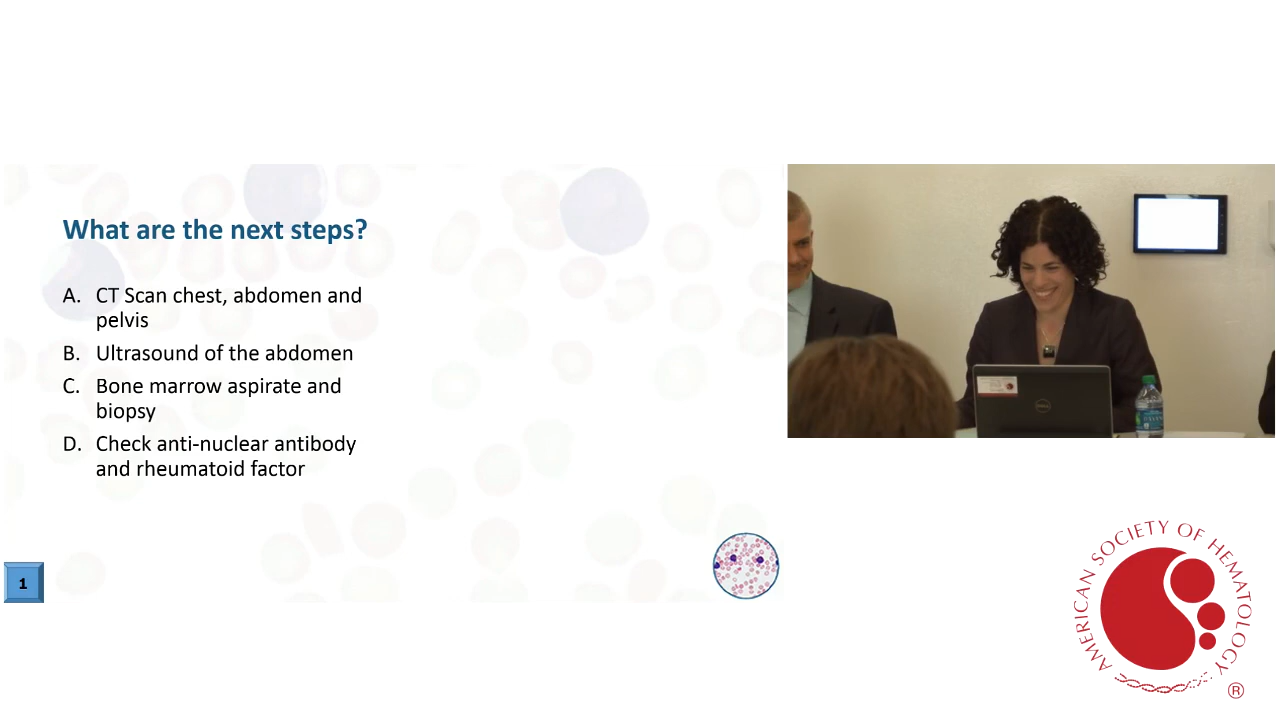 What are the next steps?
A. CT Scan chest, abdomen and
pelvis
B. Ultrasound of the abdomen
C. Bone marrow aspirate and
biopsy
D. Check anti-nuclear antibody
and rheumatoid factor
1
DELL
AMERICAN SOCIETY OF HEMATOLOGY
®